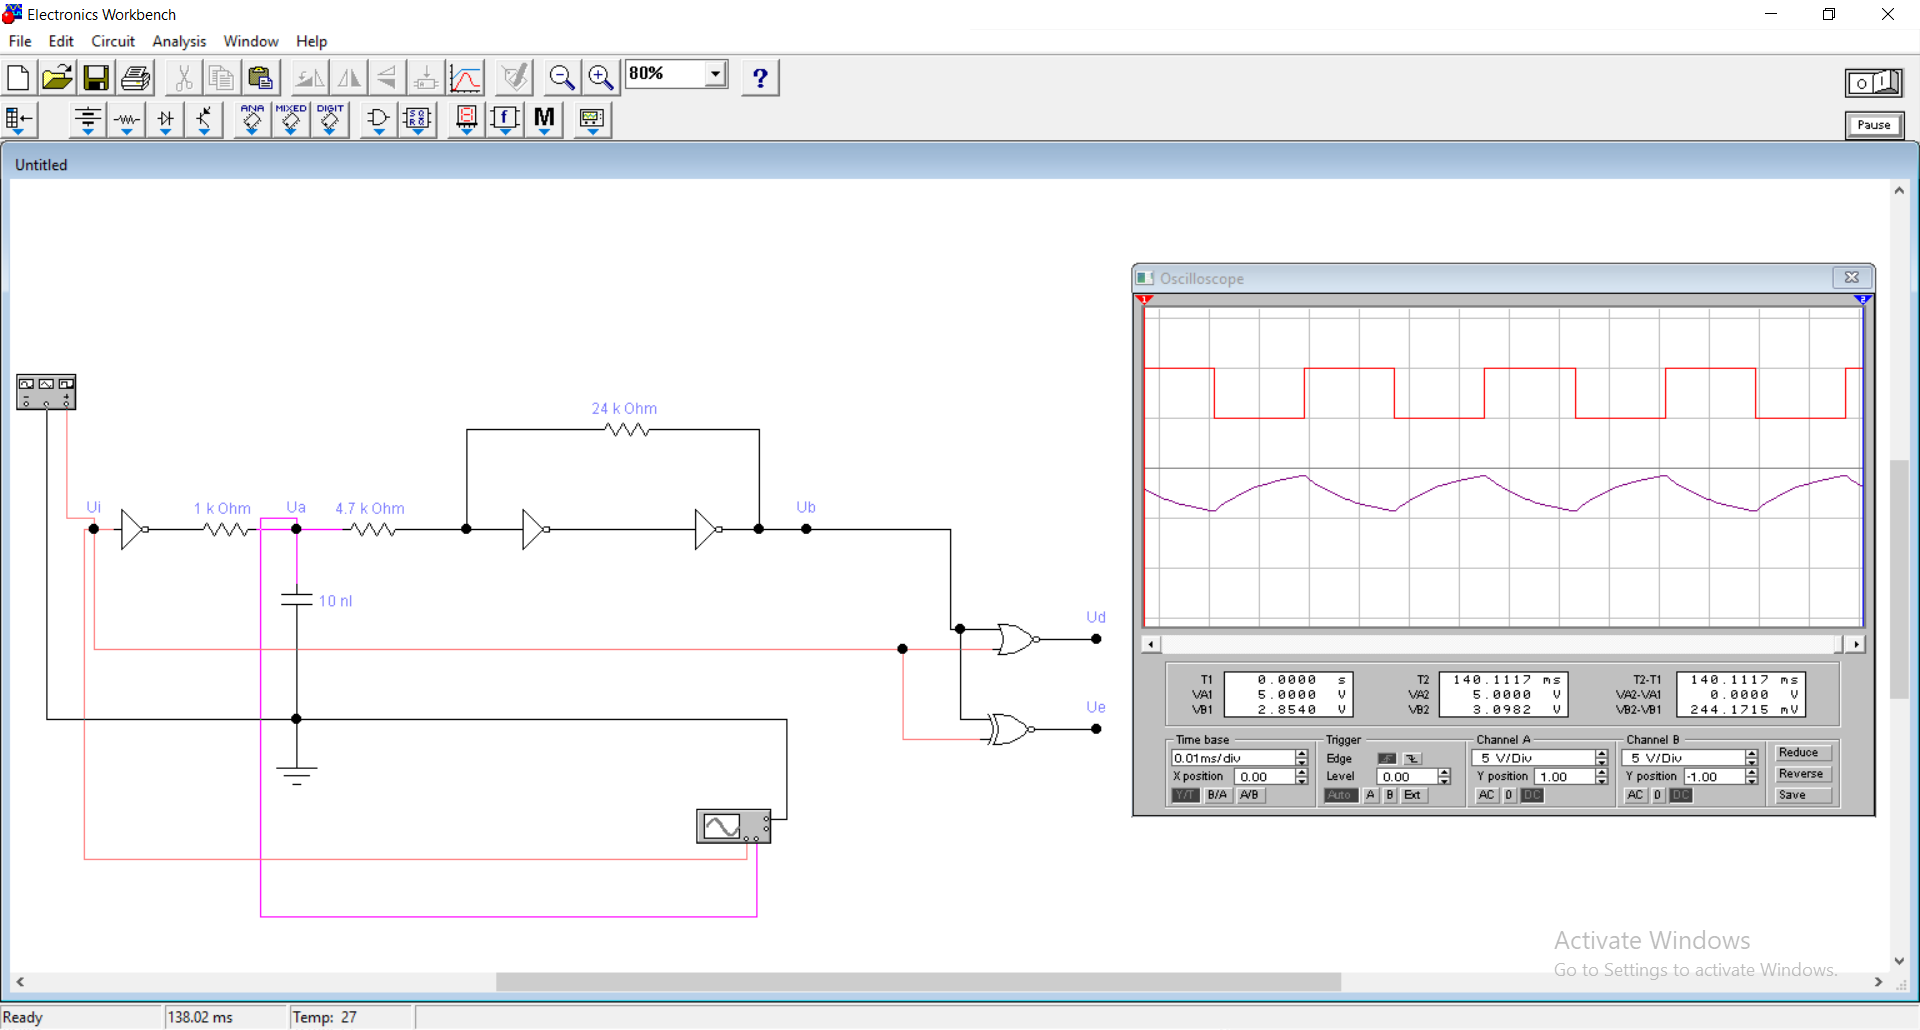 Electronics Workbench
File Edit Circuit Analysis Window Help
80%
?
ANA MIXED DIGIT
f M
Pause
Untitled
Oscilloscope
1 2
24 k Ohm
Ui 1 k Ohm Ua 4.7 k Ohm Ub
10 nl
Ud
Ue
T1 0.0000 s T2 140.1117 ms T2-T1 140.1117 ms
VA1 5.0000 V VA2 5.0000 V VA2-VA1 0.0000 V
VB1 2.8540 V VB2 3.0982 V VB2-VB1 244.1715 mV
Time base Trigger Channel A Channel B
0.01ms/div Edge 5 V/Div 5 V/Div Reduce
X position 0.00 Level 0.00 Y position 1.00 Y position -1.00 Reverse
Y/T B/A A/B Auto A B Ext AC 0 DC AC 0 DC Save
Activate Windows
Go to Settings to activate Windows.
Ready 138.02 ms Temp: 27